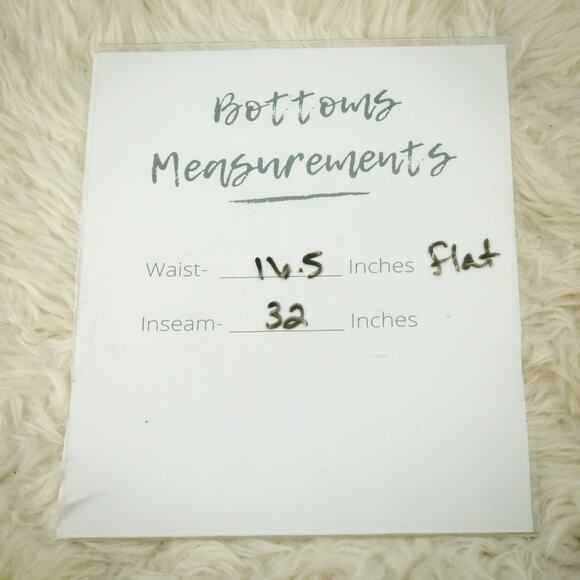 Bottoms
Measurements
Waist- 16.5 Inches flat
Inseam- 32 Inches